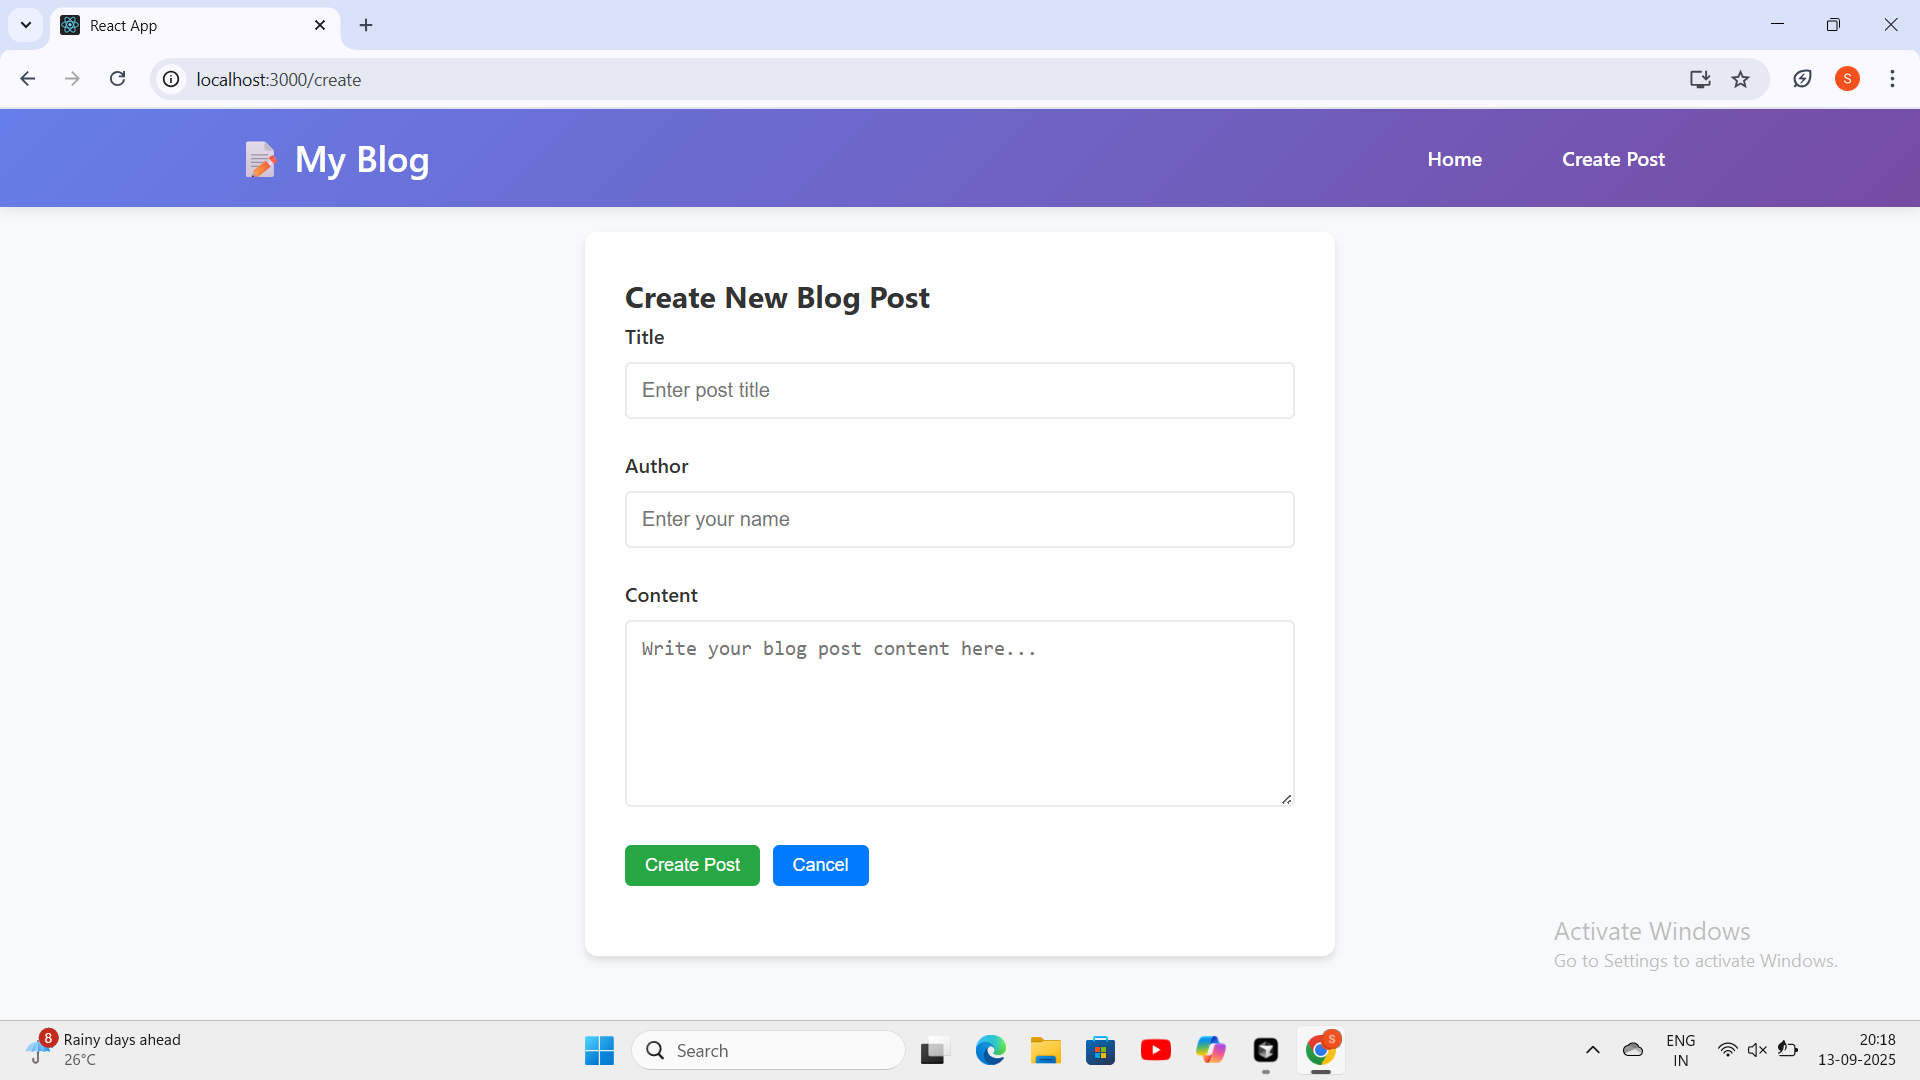 React App
localhost:3000/create
S
My Blog
Home
Create Post
Create New Blog Post
Title
Enter post title
Author
Enter your name
Content
Write your blog post content here...
Create Post
Cancel
Activate Windows
Go to Settings to activate Windows.
8
Rainy days ahead
26°C
Search
S
ENG
IN
20:18
13-09-2025